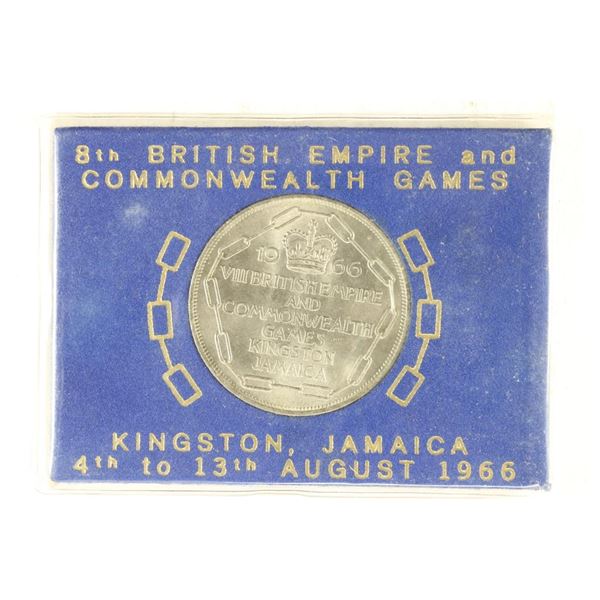 8th BRITISH EMPIRE and
COMMONWEALTH GAMES
19 66
VIII BRITISH EMPIRE
AND
COMMONWEALTH
GAMES
KINGSTON
JAMAICA
KINGSTON, JAMAICA
4th to 13th AUGUST 1966